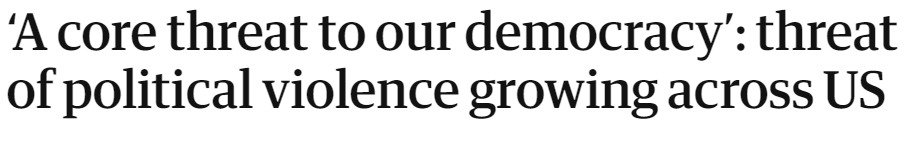 ‘A core threat to our democracy’: threat
of political violence growing across US